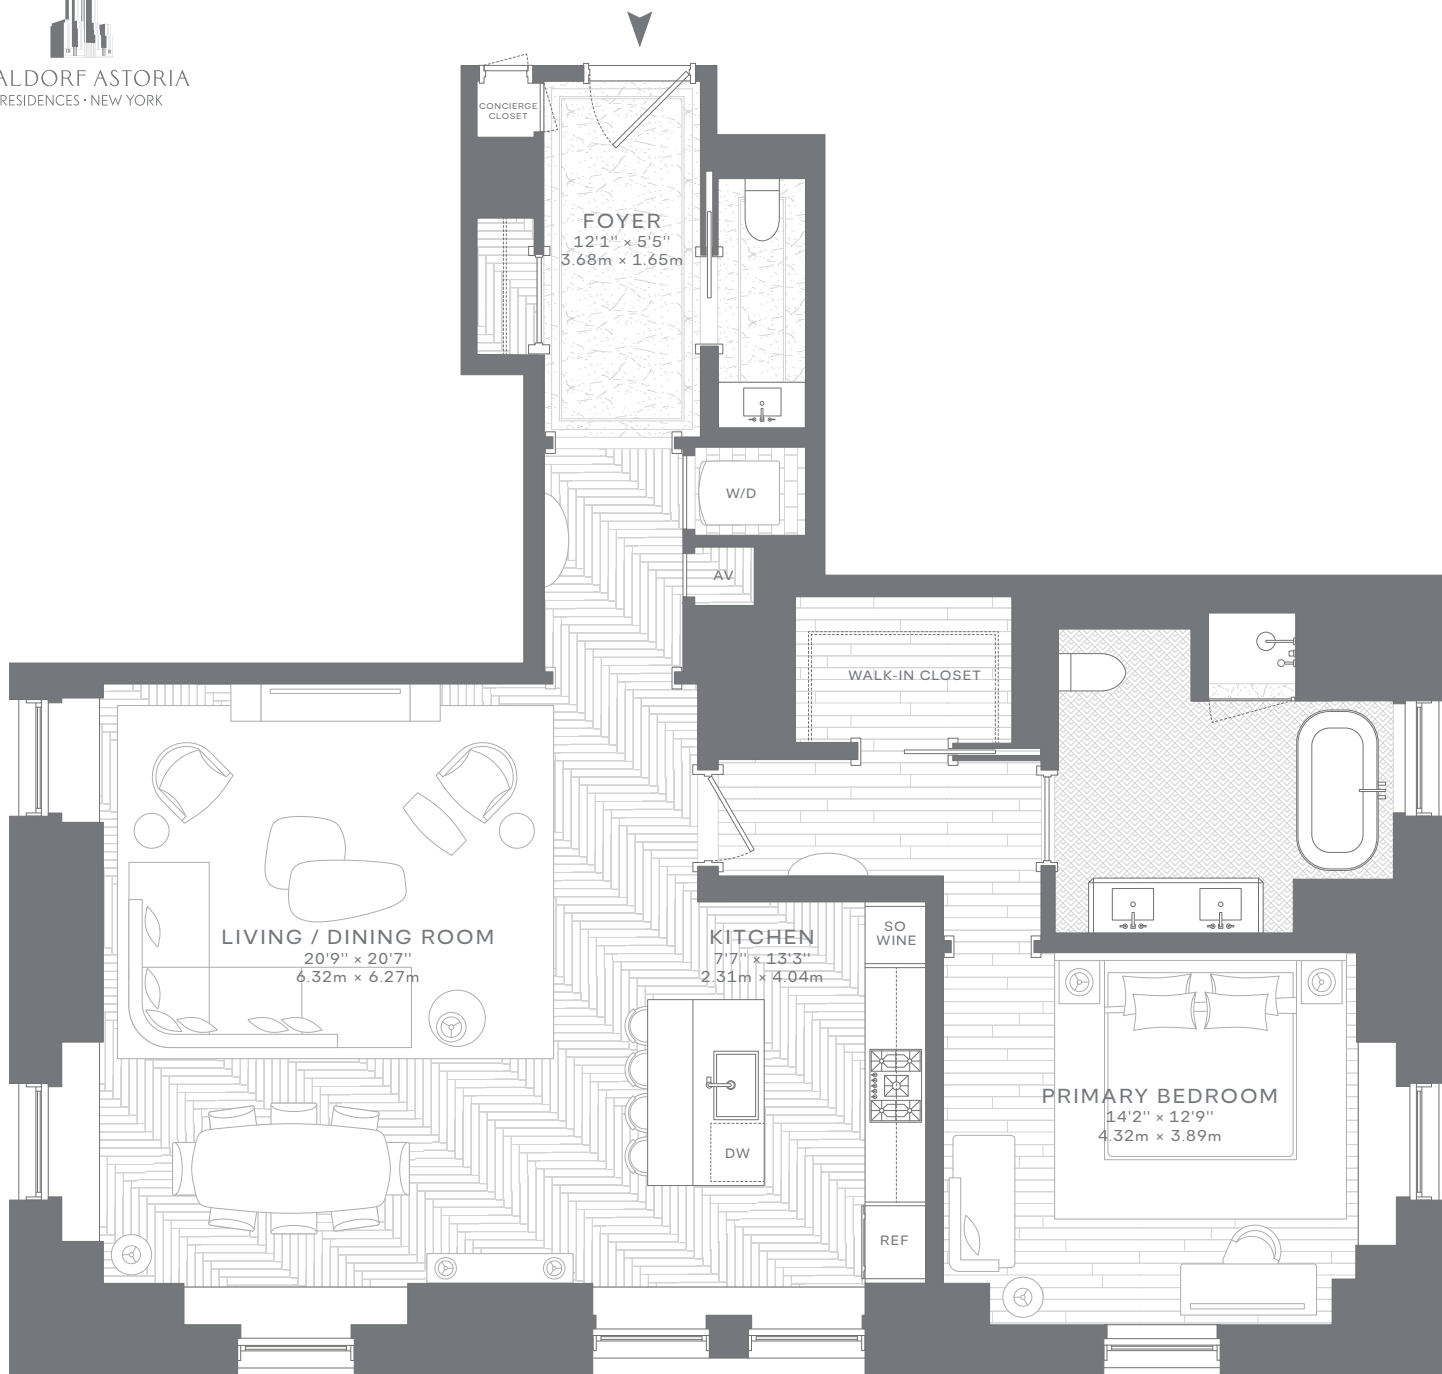 ALDORF ASTORIA
RESIDENCES · NEW YORK
CONCIERGE
CLOSET
FOYER
12'1'' × 5'5''
3.68m × 1.65m
W/D
AV
WALK-IN CLOSET
LIVING / DINING ROOM
20'9'' × 20'7''
6.32m × 6.27m
KITCHEN
7'7'' × 13'3''
2.31m × 4.04m
SO
WINE
DW
REF
PRIMARY BEDROOM
14'2'' × 12'9''
4.32m × 3.89m